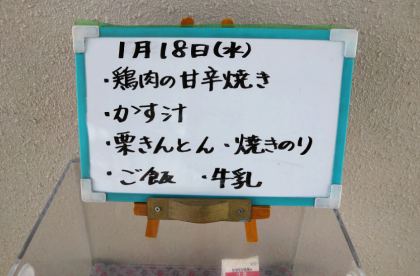 1月18日(水)
・鶏肉の甘辛焼き
・かす汁
・栗きんとん ・焼きのり
・ご飯 ・牛乳